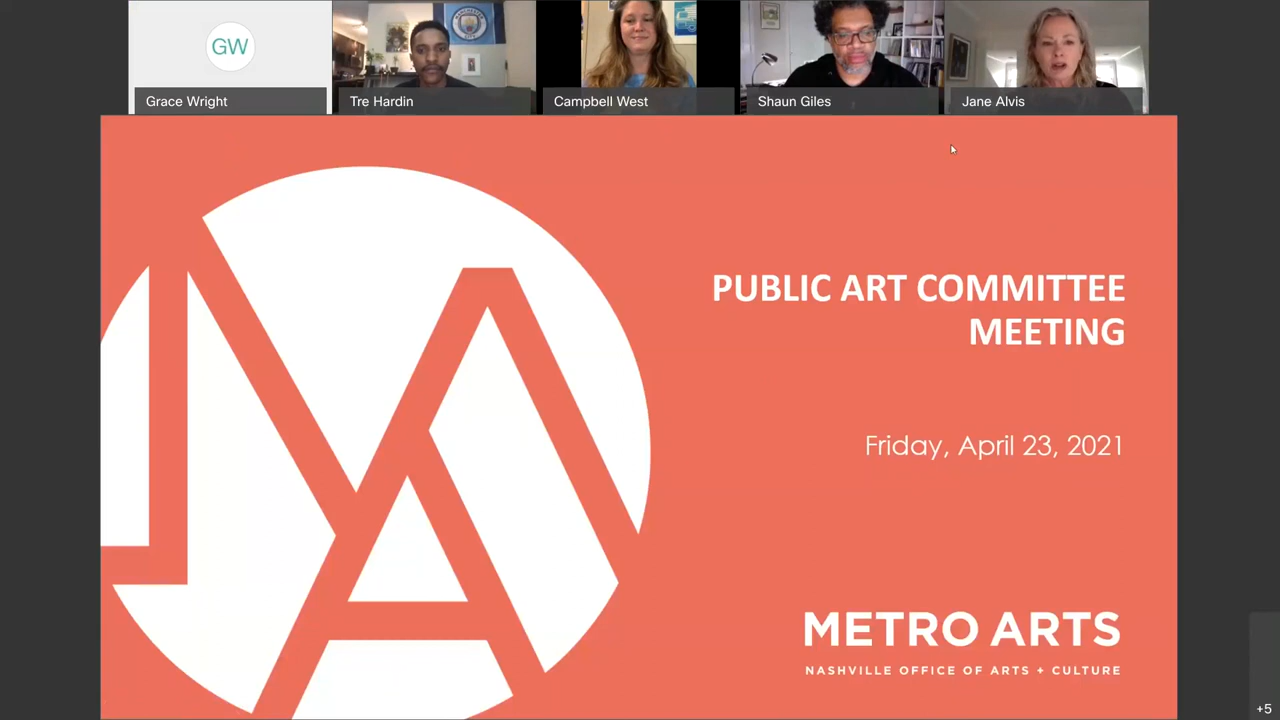 GW
Grace Wright
Tre Hardin
Campbell West
Shaun Giles
Jane Alvis
PUBLIC ART COMMITTEE
MEETING
Friday, April 23, 2021
METRO ARTS
NASHVILLE OFFICE OF ARTS + CULTURE
+5